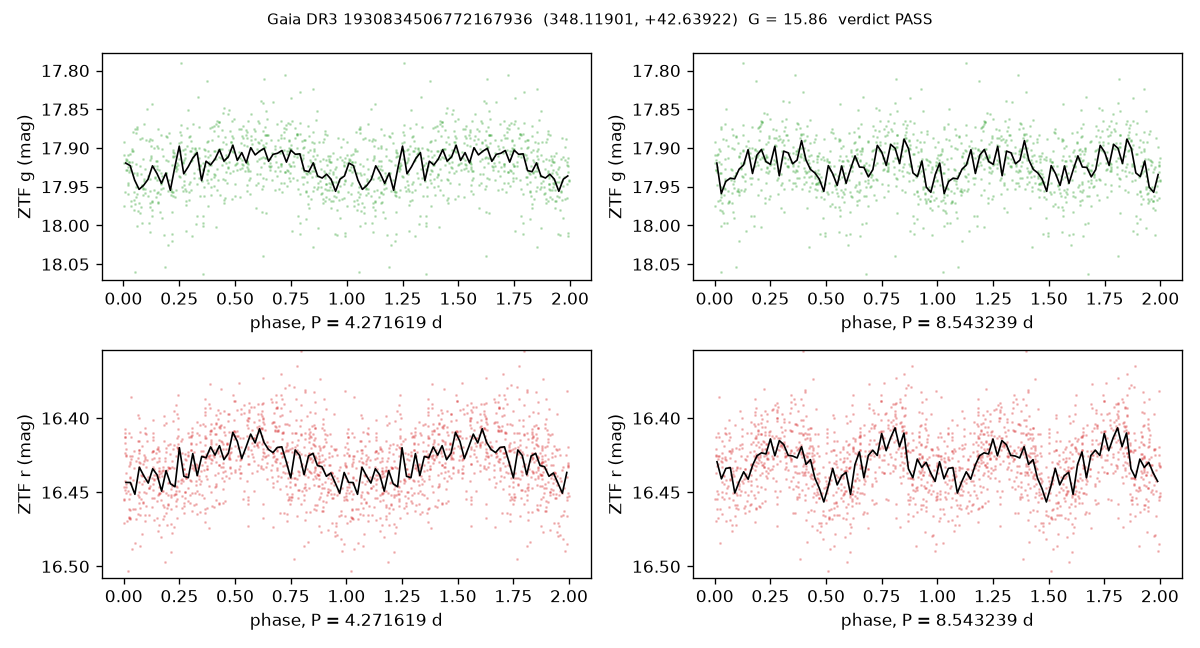 Gaia DR3 1930834506772167936 (348.11901, +42.63922) G = 15.86 verdict PASS
ZTF g (mag)
17.80
17.85
17.90
17.95
18.00
18.05
0.00 0.25 0.50 0.75 1.00 1.25 1.50 1.75 2.00
phase, P = 4.271619 d
ZTF g (mag)
17.80
17.85
17.90
17.95
18.00
18.05
0.00 0.25 0.50 0.75 1.00 1.25 1.50 1.75 2.00
phase, P = 8.543239 d
ZTF r (mag)
16.40
16.45
16.50
0.00 0.25 0.50 0.75 1.00 1.25 1.50 1.75 2.00
phase, P = 4.271619 d
ZTF r (mag)
16.40
16.45
16.50
0.00 0.25 0.50 0.75 1.00 1.25 1.50 1.75 2.00
phase, P = 8.543239 d